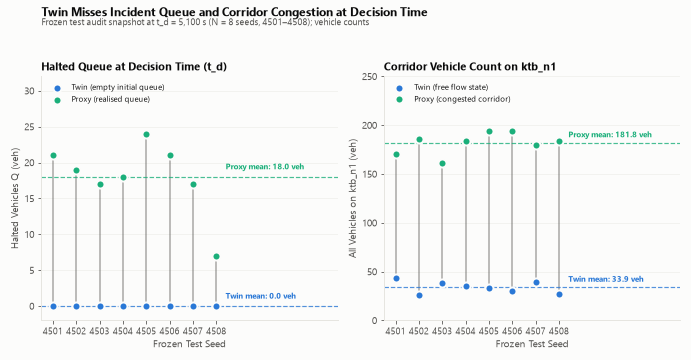 Twin Misses Incident Queue and Corridor Congestion at Decision Time
Frozen test audit snapshot at t_d = 5,100 s (N = 8 seeds, 4501–4508); vehicle counts
Halted Queue at Decision Time (t_d)
Twin (empty initial queue)
Proxy (realised queue)
30
25
20
15
10
5
0
Halted Vehicles Q (veh)
Proxy mean: 18.0 veh
Twin mean: 0.0 veh
4501 4502 4503 4504 4505 4506 4507 4508
Frozen Test Seed
Corridor Vehicle Count on ktb_n1
Twin (free flow state)
Proxy (congested corridor)
250
200
150
100
50
0
All Vehicles on ktb_n1 (veh)
Proxy mean: 181.8 veh
Twin mean: 33.9 veh
4501 4502 4503 4504 4505 4506 4507 4508
Frozen Test Seed